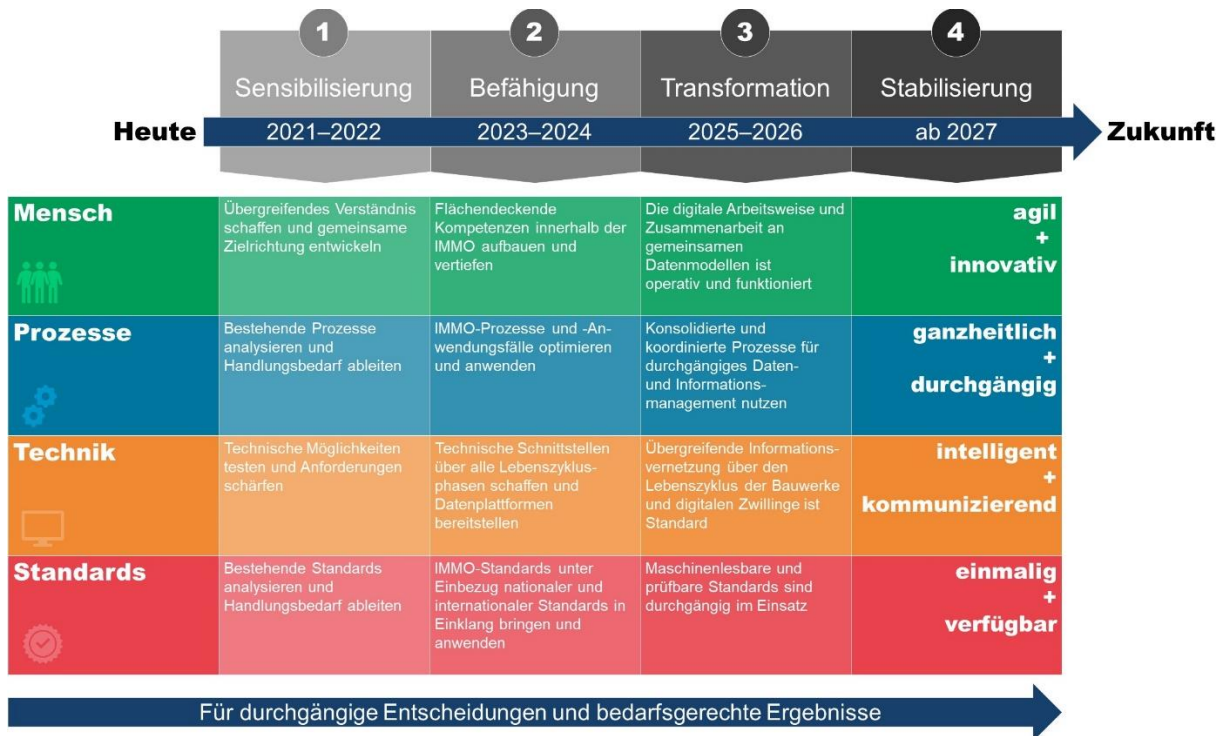 1
2
3
4
Sensibilisierung
Befähigung
Transformation
Stabilisierung
Heute
2021–2022
2023–2024
2025–2026
ab 2027
Zukunft
Mensch
Übergreifendes Verständnis
schaffen und gemeinsame
Zielrichtung entwickeln
Flächendeckende
Kompetenzen innerhalb der
IMMO aufbauen und
vertiefen
Die digitale Arbeitsweise und
Zusammenarbeit an
gemeinsamen
Datenmodellen ist
operativ und funktioniert
agil
+
innovativ
Prozesse
Bestehende Prozesse
analysieren und
Handlungsbedarf ableiten
IMMO-Prozesse und -An-
wendungsfälle optimieren
und anwenden
Konsolidierte und
koordinierte Prozesse für
durchgängiges Daten-
und Informations-
management nutzen
ganzheitlich
+
durchgängig
Technik
Technische Möglichkeiten
testen und Anforderungen
schärfen
Technische Schnittstellen
über alle Lebenszyklus-
phasen schaffen und
Datenplattformen
bereitstellen
Übergreifende Informations-
vernetzung über den
Lebenszyklus der Bauwerke
und digitalen Zwillinge ist
Standard
intelligent
+
kommunizierend
Standards
Bestehende Standards
analysieren und
Handlungsbedarf ableiten
IMMO-Standards unter
Einbezug nationaler und
internationaler Standards in
Einklang bringen und
anwenden
Maschinenlesbare und
prüfbare Standards sind
durchgängig im Einsatz
einmalig
+
verfügbar
Für durchgängige Entscheidungen und bedarfsgerechte Ergebnisse